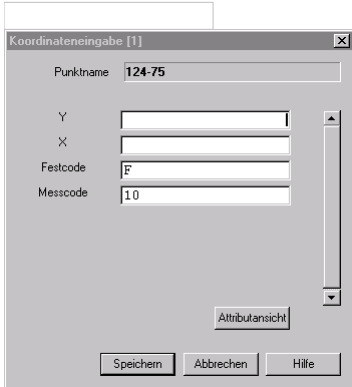 Koordinateneingabe [1]
Punktname 124-75
Y
X
Festcode F
Messcode 10
Attributansicht
Speichern Abbrechen Hilfe